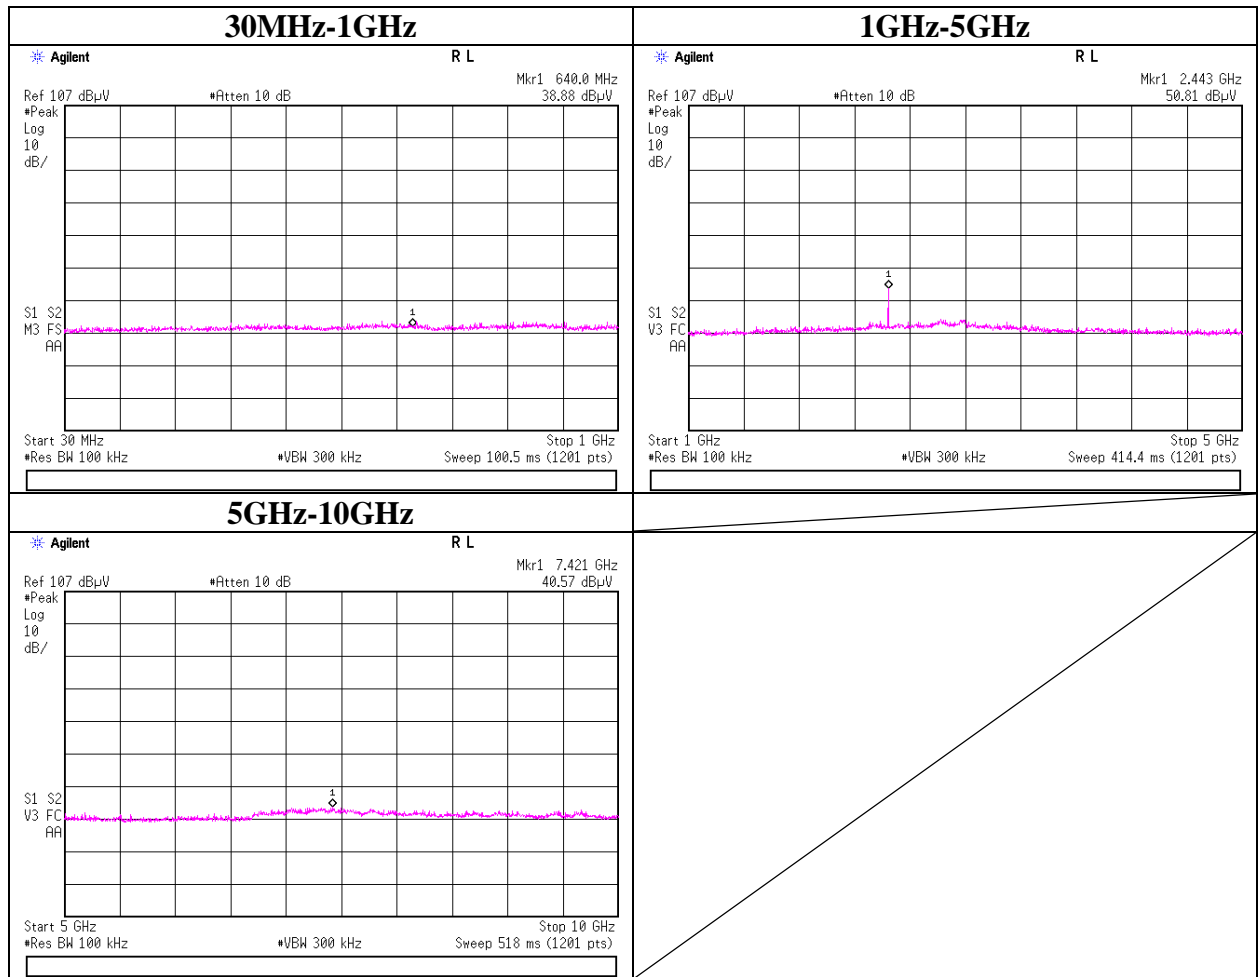 30MHz-1GHz
Agilent R L
Mkr1 640.0 MHz
Ref 107 dBµV #Atten 10 dB 38.88 dBµV
#Peak
Log
10
dB/
1
S1 S2
M3 FS
AA
Start 30 MHz Stop 1 GHz
#Res BW 100 kHz #VBW 300 kHz Sweep 100.5 ms (1201 pts)
1GHz-5GHz
Agilent R L
Mkr1 2.443 GHz
Ref 107 dBµV #Atten 10 dB 50.81 dBµV
#Peak
Log
10
dB/
1
S1 S2
V3 FC
AA
Start 1 GHz Stop 5 GHz
#Res BW 100 kHz #VBW 300 kHz Sweep 414.4 ms (1201 pts)
5GHz-10GHz
Agilent R L
Mkr1 7.421 GHz
Ref 107 dBµV #Atten 10 dB 40.57 dBµV
#Peak
Log
10
dB/
1
S1 S2
V3 FC
AA
Start 5 GHz Stop 10 GHz
#Res BW 100 kHz #VBW 300 kHz Sweep 518 ms (1201 pts)